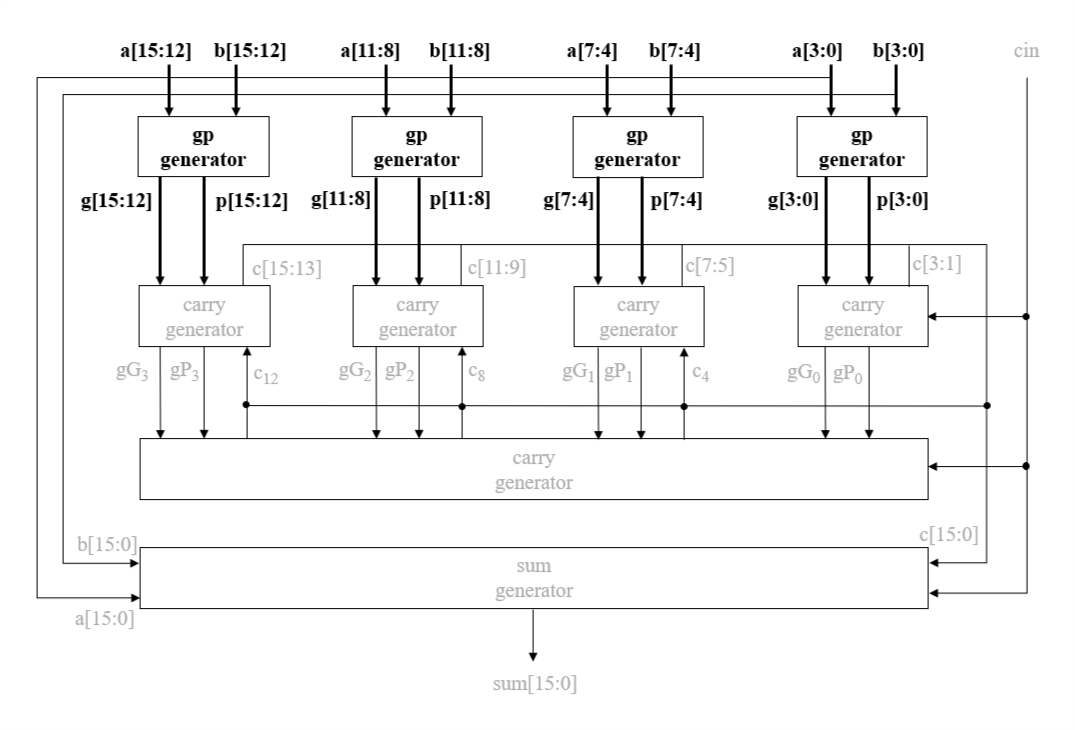 a[15:12] b[15:12] a[11:8] b[11:8] a[7:4] b[7:4] a[3:0] b[3:0] cin
gp generator gp generator gp generator gp generator
g[15:12] p[15:12] g[11:8] p[11:8] g[7:4] p[7:4] g[3:0] p[3:0]
c[15:13] c[11:9] c[7:5] c[3:1]
carry generator carry generator carry generator carry generator
gG3 gP3 c12 gG2 gP2 c8 gG1 gP1 c4 gG0 gP0
carry
generator
b[15:0] c[15:0]
sum
generator
a[15:0]
sum[15:0]